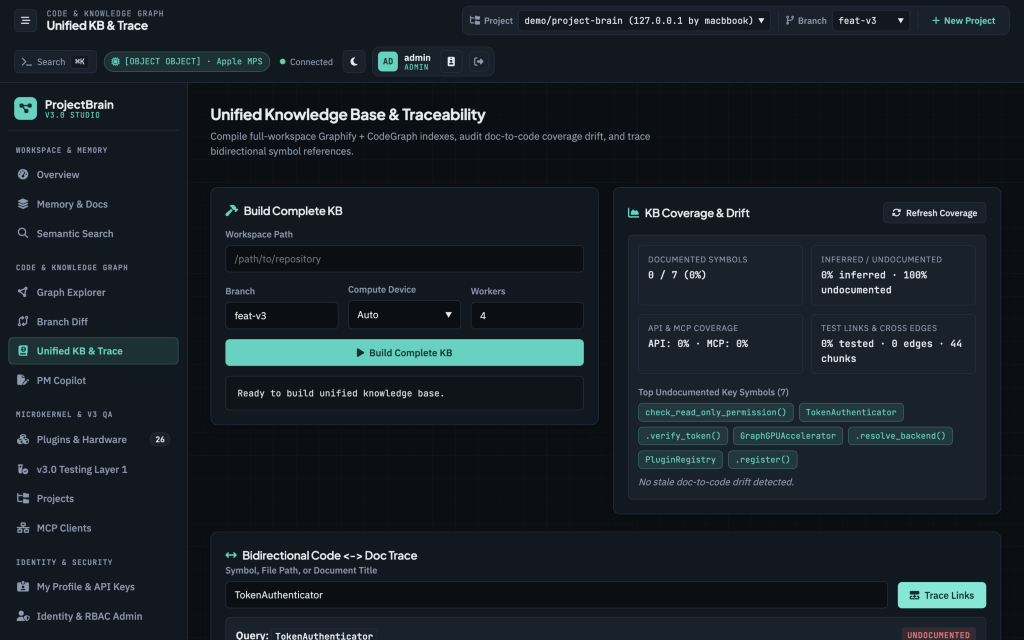 CODE & KNOWLEDGE GRAPH
Unified KB & Trace
Project
demo/project-brain (127.0.0.1 by macbook)
Branch
feat-v3
New Project
Search
⌘K
[OBJECT OBJECT] · Apple MPS
Connected
AD
admin
ADMIN
ProjectBrain
V3.0 STUDIO
WORKSPACE & MEMORY
Overview
Memory & Docs
Semantic Search
CODE & KNOWLEDGE GRAPH
Graph Explorer
Branch Diff
Unified KB & Trace
PM Copilot
MICROKERNEL & V3 QA
Plugins & Hardware 26
v3.0 Testing Layer 1
Projects
MCP Clients
IDENTITY & SECURITY
My Profile & API Keys
Identity & RBAC Admin
Unified Knowledge Base & Traceability
Compile full-workspace Graphify + CodeGraph indexes, audit doc-to-code coverage drift, and trace
bidirectional symbol references.
Build Complete KB
Workspace Path
/path/to/repository
Branch
Compute Device
Workers
feat-v3
Auto
4
Build Complete KB
Ready to build unified knowledge base.
KB Coverage & Drift
Refresh Coverage
DOCUMENTED SYMBOLS
0 / 7 (0%)
INFERRED / UNDOCUMENTED
0% inferred · 100%
undocumented
API & MCP COVERAGE
API: 0% · MCP: 0%
TEST LINKS & CROSS EDGES
0% tested · 0 edges · 44
chunks
Top Undocumented Key Symbols (7)
check_read_only_permission()
TokenAuthenticator
.verify_token()
GraphGPUAccelerator
.resolve_backend()
PluginRegistry
.register()
No stale doc-to-code drift detected.
Bidirectional Code <-> Doc Trace
Symbol, File Path, or Document Title
TokenAuthenticator
Trace Links
Query: TokenAuthenticator
UNDOCUMENTED